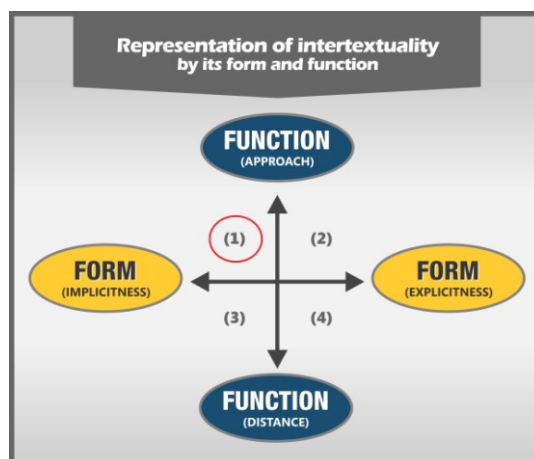 Representation of intertextuality
by its form and function
FUNCTION
(APPROACH)
(1)
(2)
FORM
(IMPLICITNESS)
FORM
(EXPLICITNESS)
(3)
(4)
FUNCTION
(DISTANCE)